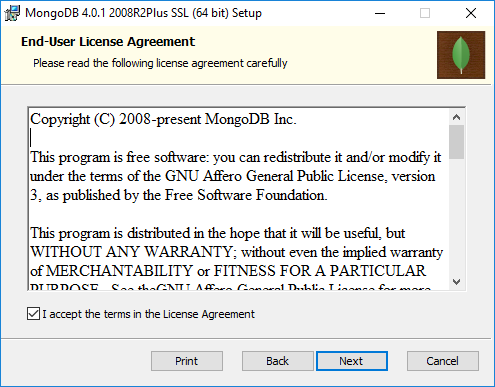 MongoDB 4.0.1 2008R2Plus SSL (64 bit) Setup
End-User License Agreement
Please read the following license agreement carefully
Copyright (C) 2008-present MongoDB Inc.
This program is free software: you can redistribute it and/or modify it
under the terms of the GNU Affero General Public License, version
3, as published by the Free Software Foundation.
This program is distributed in the hope that it will be useful, but
WITHOUT ANY WARRANTY; without even the implied warranty
of MERCHANTABILITY or FITNESS FOR A PARTICULAR
PURPOSE. See theGNU Affero General Public License for more
I accept the terms in the License Agreement
Print
Back
Next
Cancel